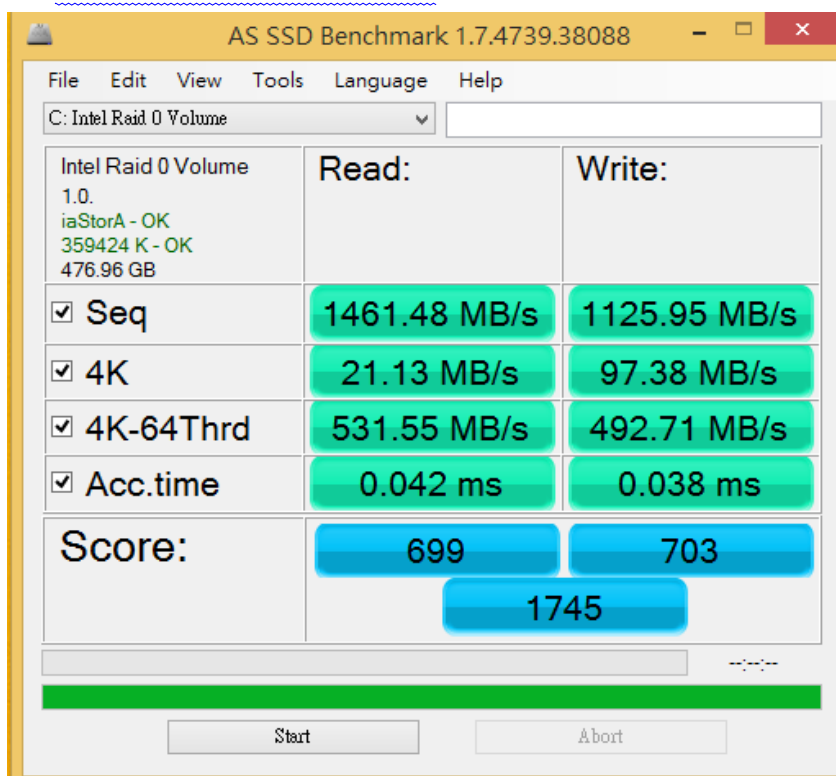 AS SSD Benchmark 1.7.4739.38088
File Edit View Tools Language Help
C: Intel Raid 0 Volume
Intel Raid 0 Volume
1.0.
iaStorA - OK
359424 K - OK
476.96 GB
Read: Write:
Seq 1461.48 MB/s 1125.95 MB/s
4K 21.13 MB/s 97.38 MB/s
4K-64Thrd 531.55 MB/s 492.71 MB/s
Acc.time 0.042 ms 0.038 ms
Score: 699 703
1745
--:--:--
Start Abort